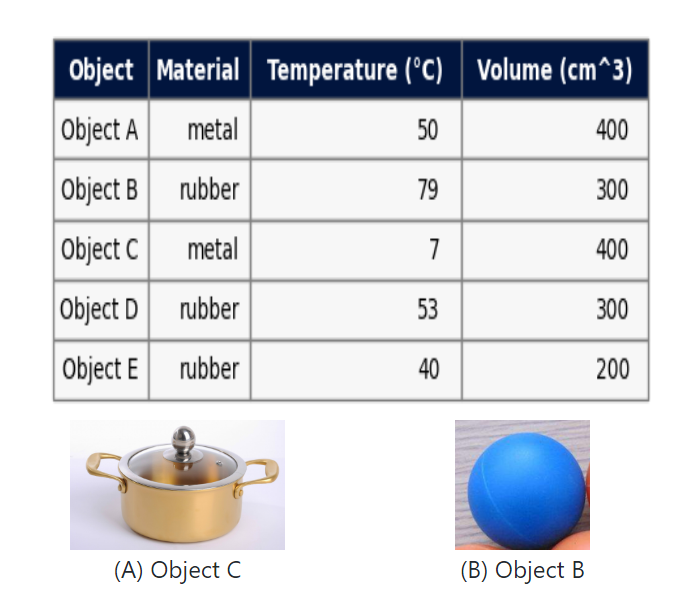 Object Material Temperature (°C) Volume (cm^3)
Object A metal 50 400
Object B rubber 79 300
Object C metal 7 400
Object D rubber 53 300
Object E rubber 40 200
(A) Object C (B) Object B